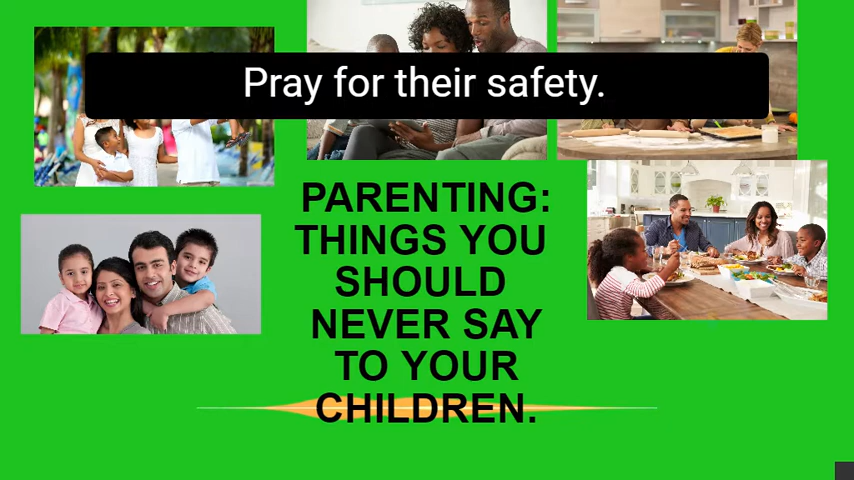 Pray for their safety.
PARENTING:
THINGS YOU
SHOULD
NEVER SAY
TO YOUR
CHILDREN.